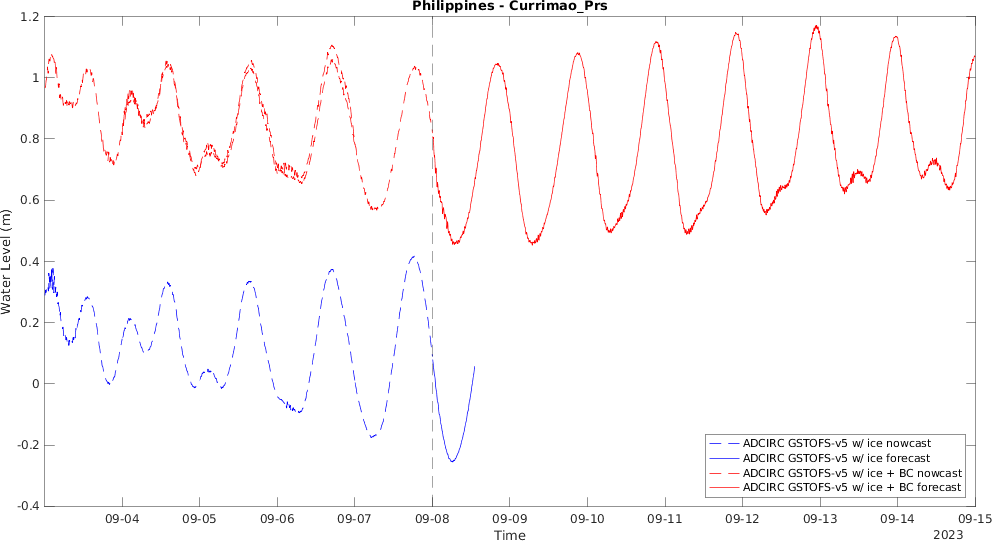 Philippines - Currimao_Prs
1.2
1
0.8
0.6
0.4
0.2
0
-0.2
-0.4
Water Level (m)
ADCIRC GSTOFS-v5 w/ ice nowcast
ADCIRC GSTOFS-v5 w/ ice forecast
ADCIRC GSTOFS-v5 w/ ice + BC nowcast
ADCIRC GSTOFS-v5 w/ ice + BC forecast
09-04 09-05 09-06 09-07 09-08 09-09 09-10 09-11 09-12 09-13 09-14 09-15
Time
2023